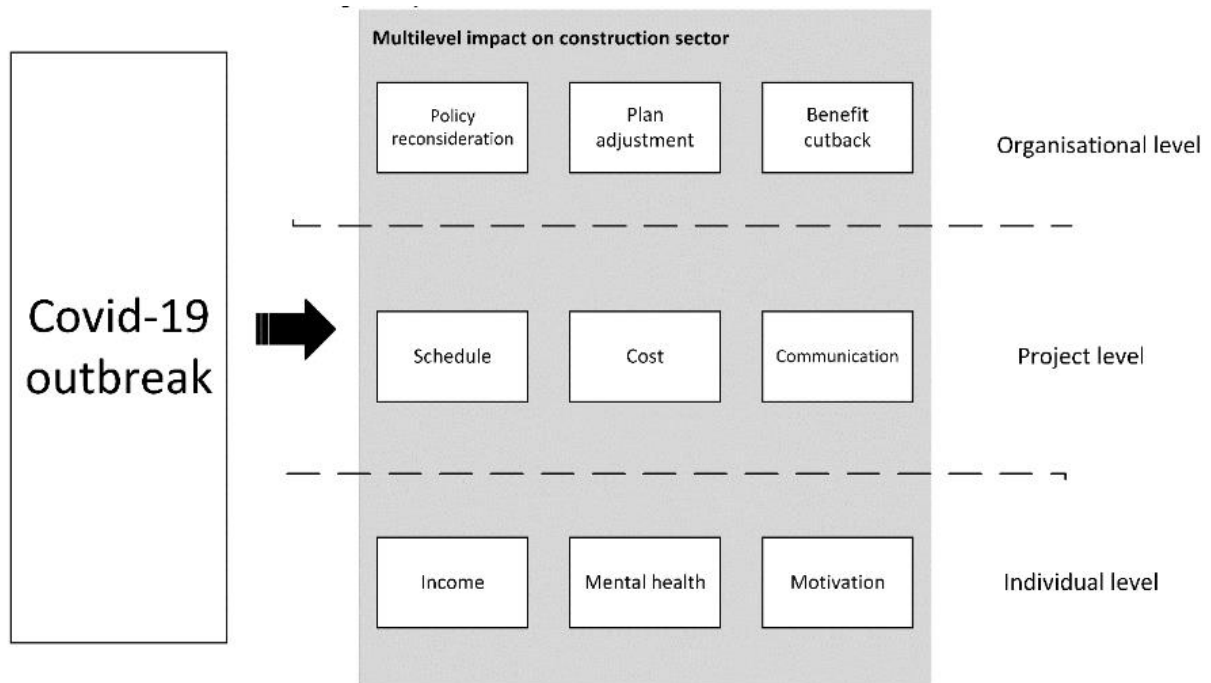 Multilevel impact on construction sector
Policy
reconsideration
Plan
adjustment
Benefit
cutback
Organisational level
Covid-19
outbreak
Schedule
Cost
Communication
Project level
Income
Mental health
Motivation
Individual level